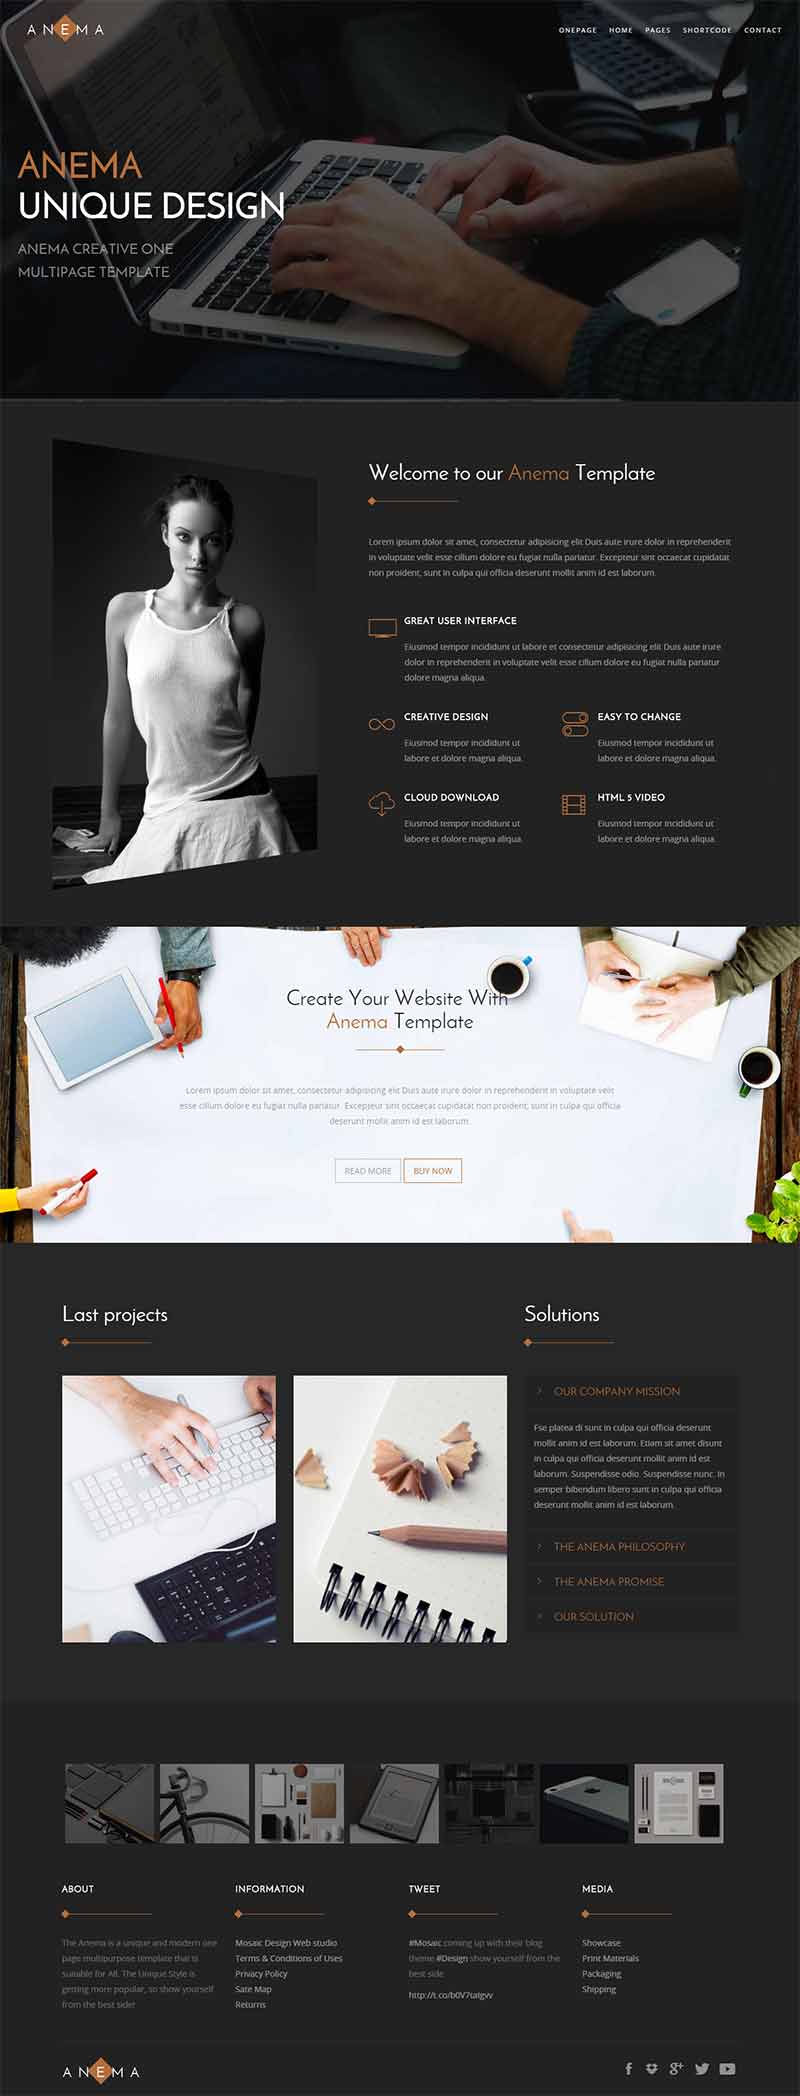 ANEMA
ONEPAGE HOME PAGES SHORTCODE CONTACT
ANEMA
UNIQUE DESIGN
ANEMA CREATIVE ONE
MULTIPAGE TEMPLATE
Welcome to our Anema Template
Lorem ipsum dolor sit amet, consectetur adipisicing elit Duis aute irure dolor in reprehenderit
in voluptate velit esse cillum dolore eu fugiat nulla pariatur. Excepteur sint occaecat cupidatat
non proident, sunt in culpa qui officia deserunt mollit anim id est laborum.
GREAT USER INTERFACE
Eiusmod tempor incididunt ut labore et consectetur adipisicing elit Duis aute irure
dolor in reprehenderit in voluptate velit esse cillum dolore eu fugiat nulla pariatur
dolore magna aliqua.
CREATIVE DESIGN
Eiusmod tempor incididunt ut
labore et dolore magna aliqua.
EASY TO CHANGE
Eiusmod tempor incididunt ut
labore et dolore magna aliqua.
CLOUD DOWNLOAD
Eiusmod tempor incididunt ut
labore et dolore magna aliqua.
HTML 5 VIDEO
Eiusmod tempor incididunt ut
labore et dolore magna aliqua.
Create Your Website With
Anema Template
Lorem ipsum dolor sit amet, consectetur adipisicing elit Duis aute irure dolor in reprehenderit in voluptate velit
esse cillum dolore eu fugiat nulla pariatur. Excepteur sint occaecat cupidatat non proident, sunt in culpa qui officia
deserunt mollit anim id est laborum.
READ MORE BUY NOW
Last projects
Solutions
OUR COMPANY MISSION
Fse platea di sunt in culpa qui officia deserunt
mollit anim id est laborum. Etiam sit amet disunt
in culpa qui officia deserunt mollit anim id est
laborum. Suspendisse odio. Suspendisse nunc. In
semper bibendum libero sunt in culpa qui officia
deserunt mollit anim id est laborum.
THE ANEMA PHILOSOPHY
THE ANEMA PROMISE
OUR SOLUTION
ABOUT
The Anema is a unique and modern one
page multipurpose template that is
suitable for All. The Unique Style is
getting more popular, so show yourself
from the best side!
INFORMATION
Mosaic Design Web studio
Terms & Conditions of Uses
Privacy Policy
Sate Map
Returns
TWEET
#Mosaic coming up with their blog
theme #Design show yourself from the
best side
MEDIA
Showcase
Print Materials
Packaging
Shipping
ANEMA